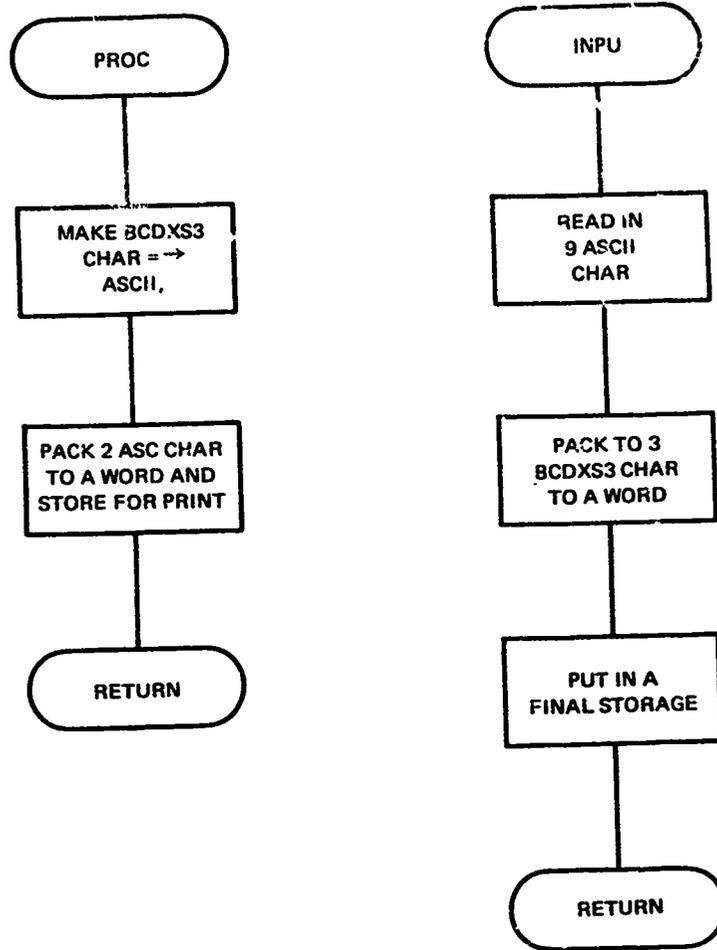 PROC
MAKE BCDXS3
CHAR = →
ASCII,
PACK 2 ASC CHAR
TO A WORD AND
STORE FOR PRINT
RETURN
INPU
READ IN
9 ASCII
CHAR
PACK TO 3
BCDXS3 CHAR
TO A WORD
PUT IN A
FINAL STORAGE
RETURN